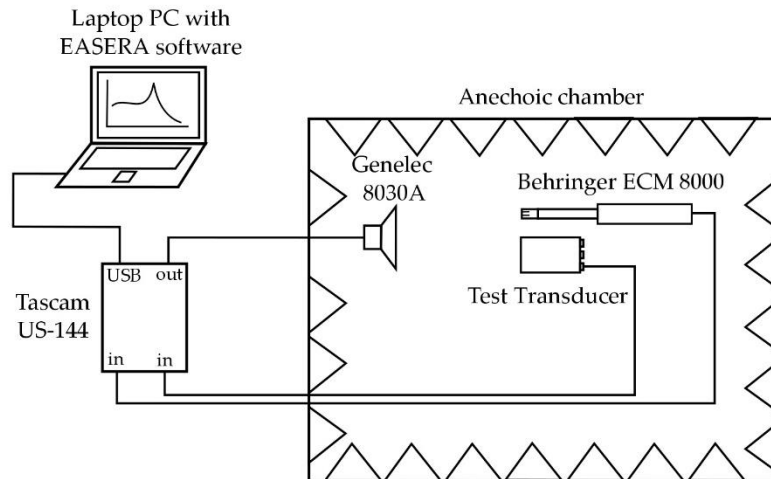 Laptop PC with
EASERA software
Anechoic chamber
Genelec
8030A
Behringer ECM 8000
USB out
Test Transducer
Tascam
US-144
in in